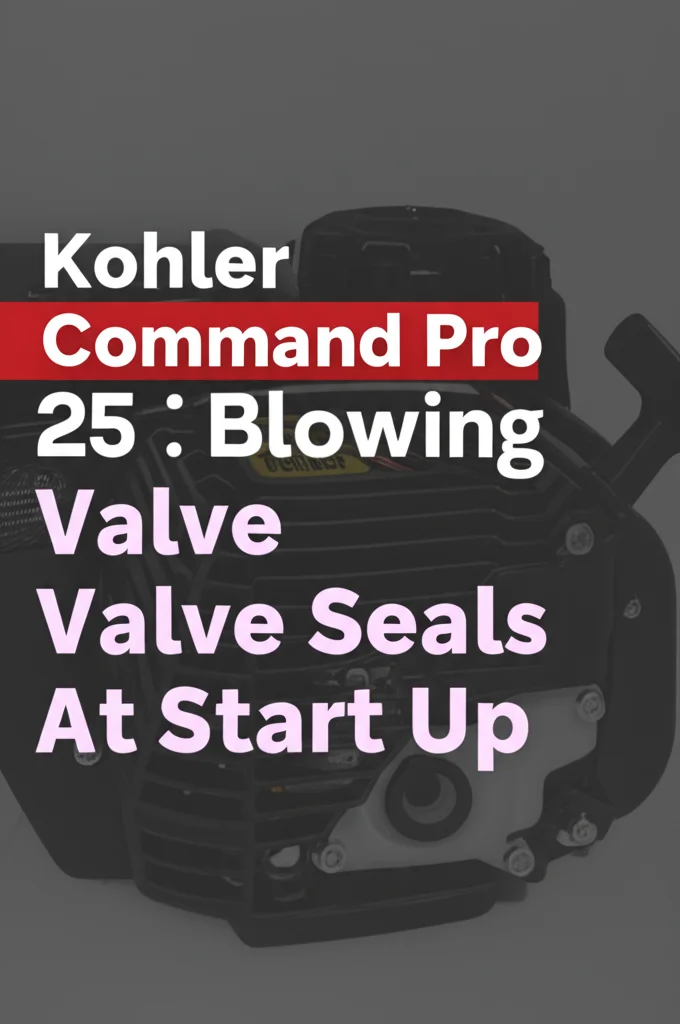 Kohler
Command Pro
25 : Blowing
Valve
Valve Seals
At Start Up